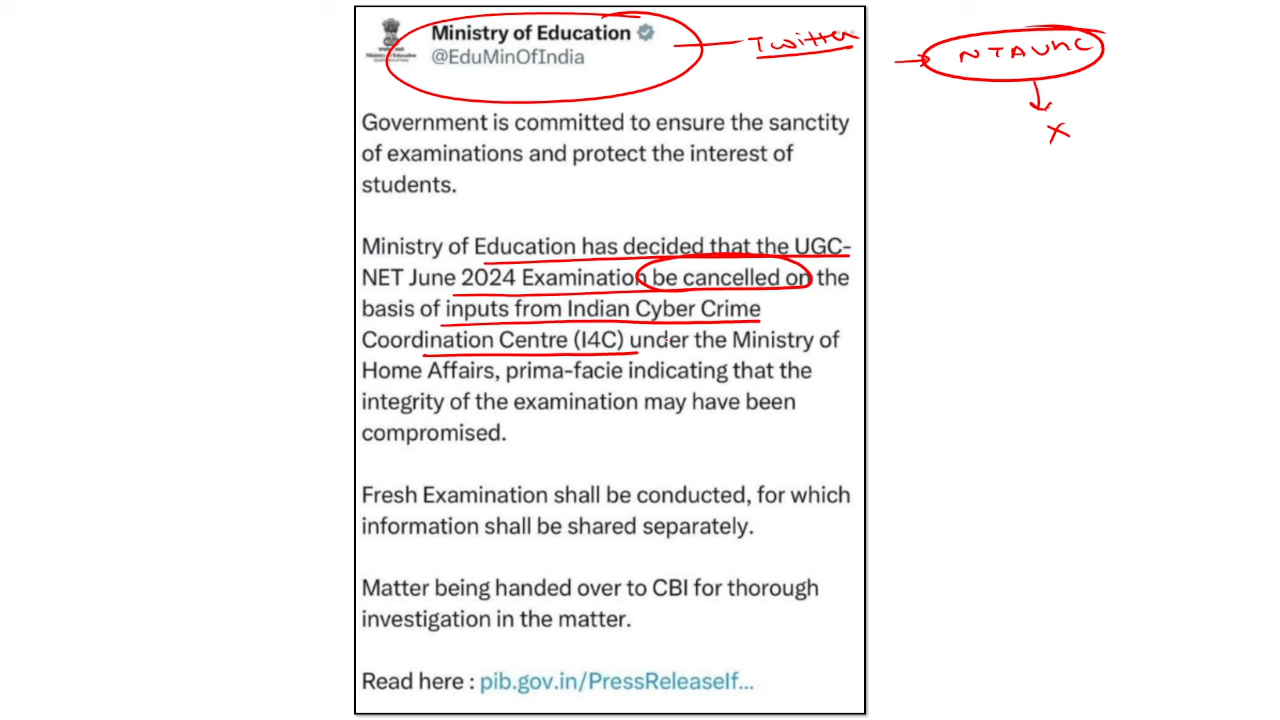 Ministry of Education
@EduMinOfIndia
Twitter
Government is committed to ensure the sanctity
of examinations and protect the interest of
students.
Ministry of Education has decided that the UGC-
NET June 2024 Examination be cancelled on the
basis of inputs from Indian Cyber Crime
Coordination Centre (I4C) under the Ministry of
Home Affairs, prima-facie indicating that the
integrity of the examination may have been
compromised.
Fresh Examination shall be conducted, for which
information shall be shared separately.
Matter being handed over to CBI for thorough
investigation in the matter.
Read here : pib.gov.in/PressReleaseIf...
X